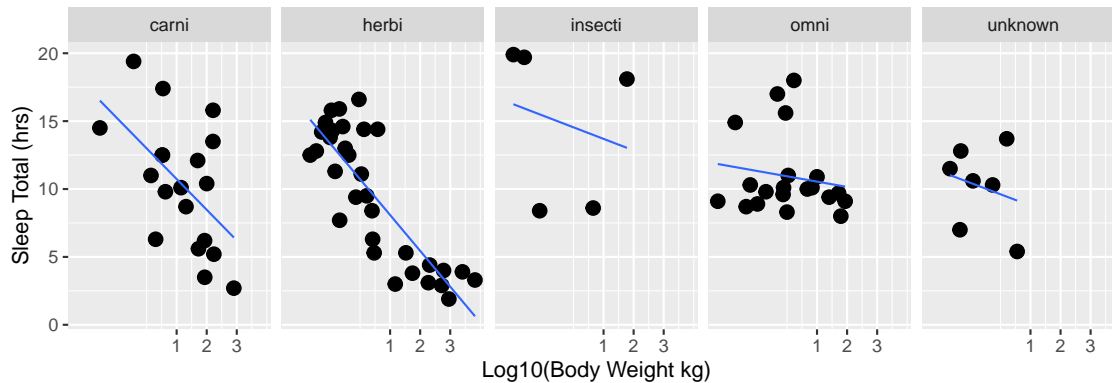 carni herbi insecti omni unknown
20
15
10
5
0
Sleep Total (hrs)
1 2 3 1 2 3 1 2 3 1 2 3 1 2 3
Log10(Body Weight kg)